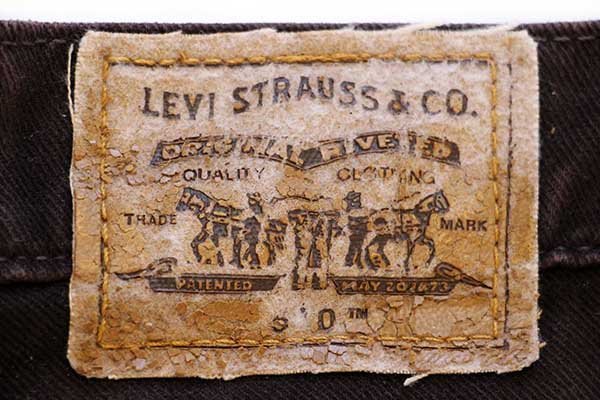 LEVI STRAUSS & CO.
ORIGINAL RIVETED
QUALITY CLOTHING
TRADE MARK
PATENTED MAY 20 1873